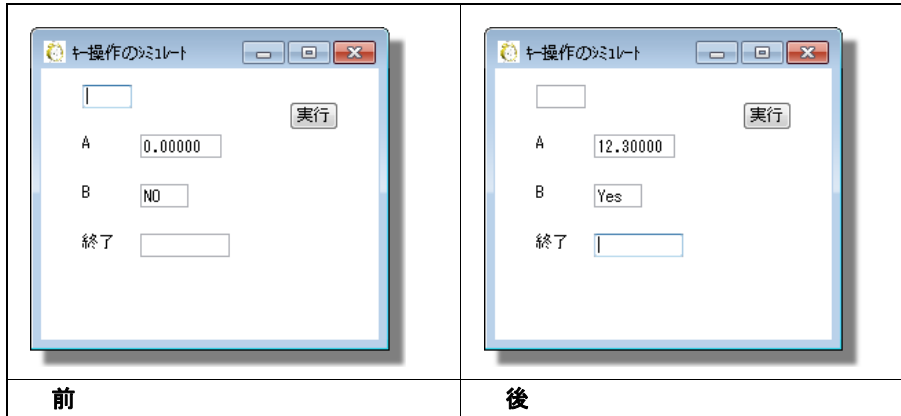 ｷｰ操作のｼﾐｭﾚｰﾄ
実行
A 0.00000
B NO
終了
前
ｷｰ操作のｼﾐｭﾚｰﾄ
実行
A 12.30000
B Yes
終了
後